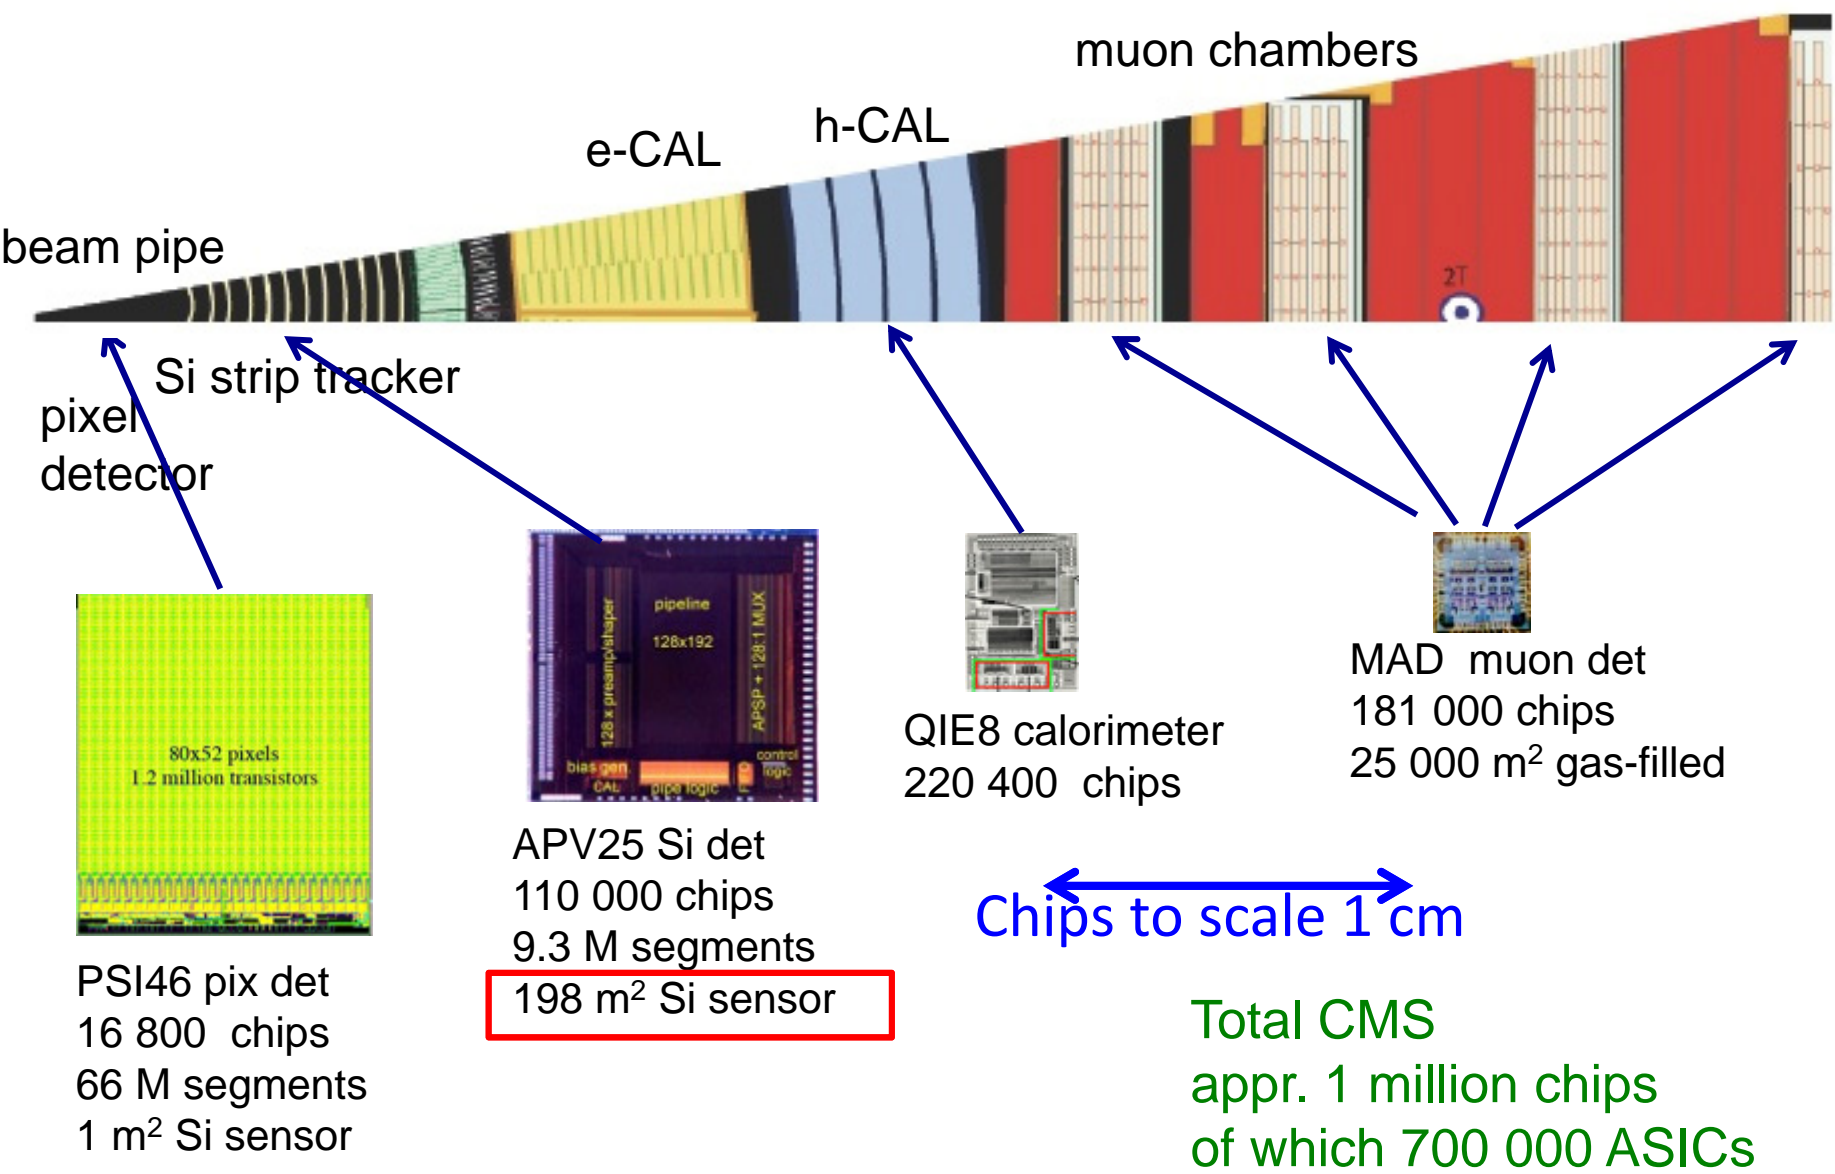 muon chambers
h-CAL
e-CAL
beam pipe
2T
Si strip tracker
pixel
detector
80x52 pixels
1.2 million transistors
PSI46 pix det
16 800 chips
66 M segments
1 m² Si sensor
128 x preamp/shaper
pipeline
128x192
APSP + 128:1 MUX
bias gen
CAL
pipe logic
control
logic
APV25 Si det
110 000 chips
9.3 M segments
198 m² Si sensor
QIE8 calorimeter
220 400 chips
MAD muon det
181 000 chips
25 000 m² gas-filled
Chips to scale 1 cm
Total CMS
appr. 1 million chips
of which 700 000 ASICs